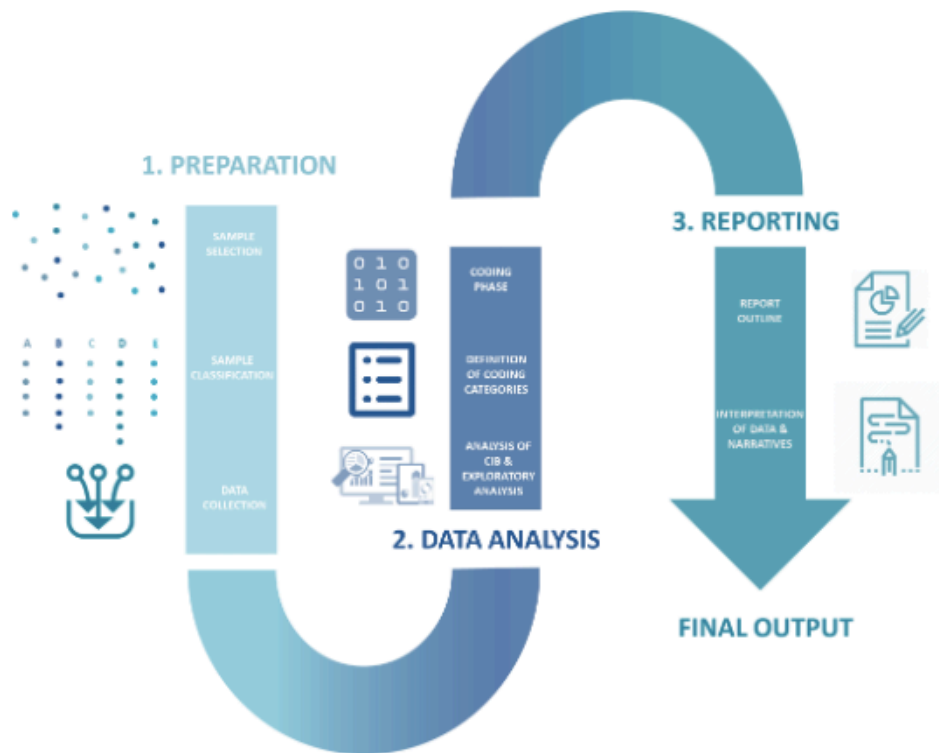 1. PREPARATION
SAMPLE
SELECTION
A B C D E
SAMPLE
CLASSIFICATION
DATA
COLLECTION
0 1 0
1 0 1
0 1 0
CODING
PHASE
DEFINITION
OF CODING
CATEGORIES
ANALYSIS OF
CIB &
EXPLORATORY
ANALYSIS
2. DATA ANALYSIS
3. REPORTING
REPORT
OUTLINE
INTERPRETATION
OF DATA &
NARRATIVES
FINAL OUTPUT